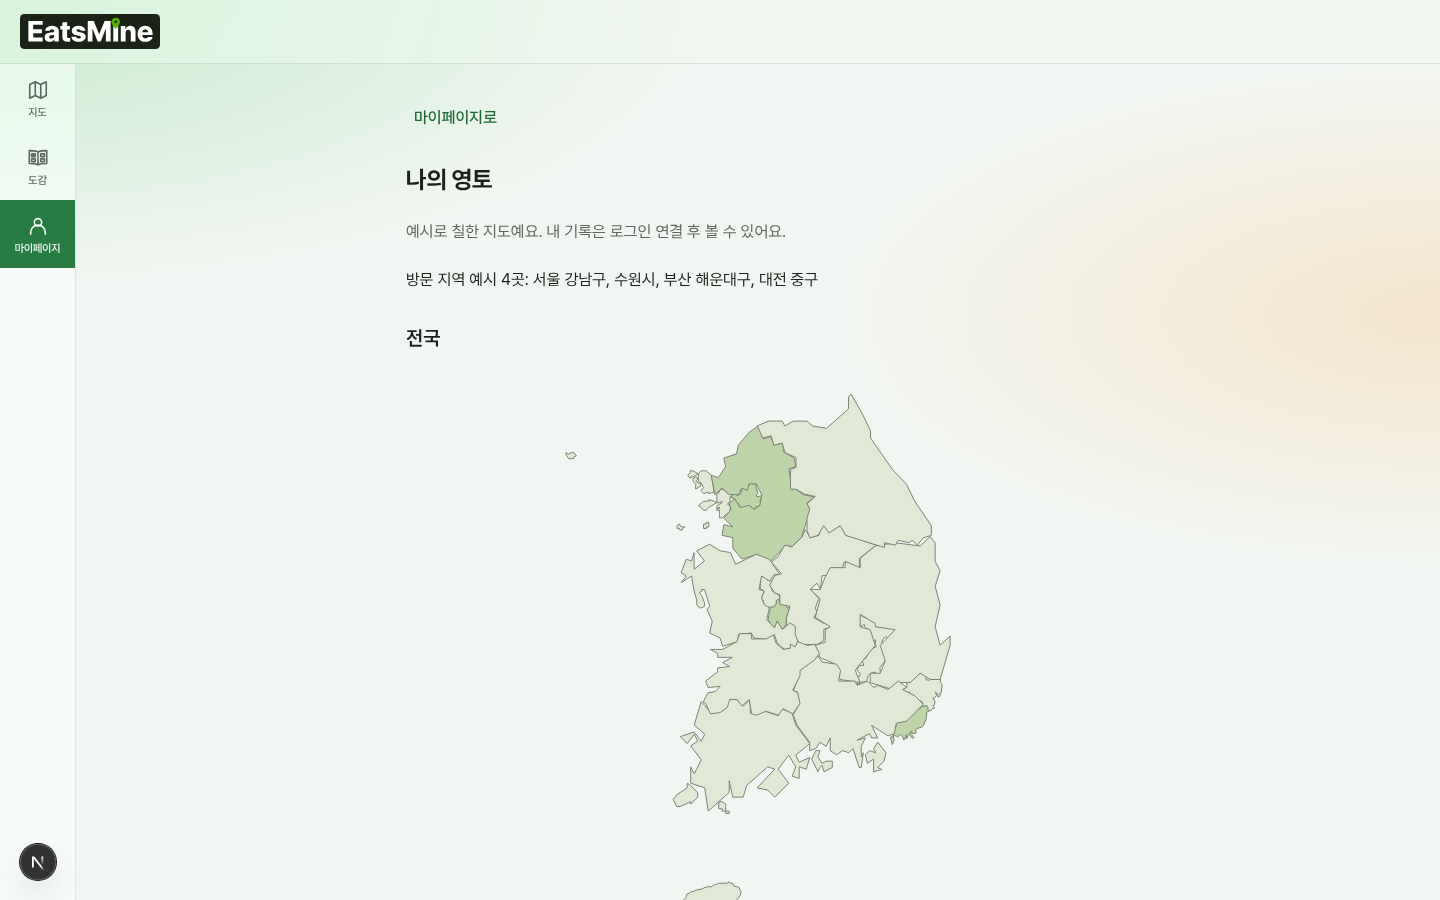 EatsMine
지도
도감
마이페이지
마이페이지로
나의 영토
예시로 칠한 지도예요. 내 기록은 로그인 연결 후 볼 수 있어요.
방문 지역 예시 4곳: 서울 강남구, 수원시, 부산 해운대구, 대전 중구
전국
N